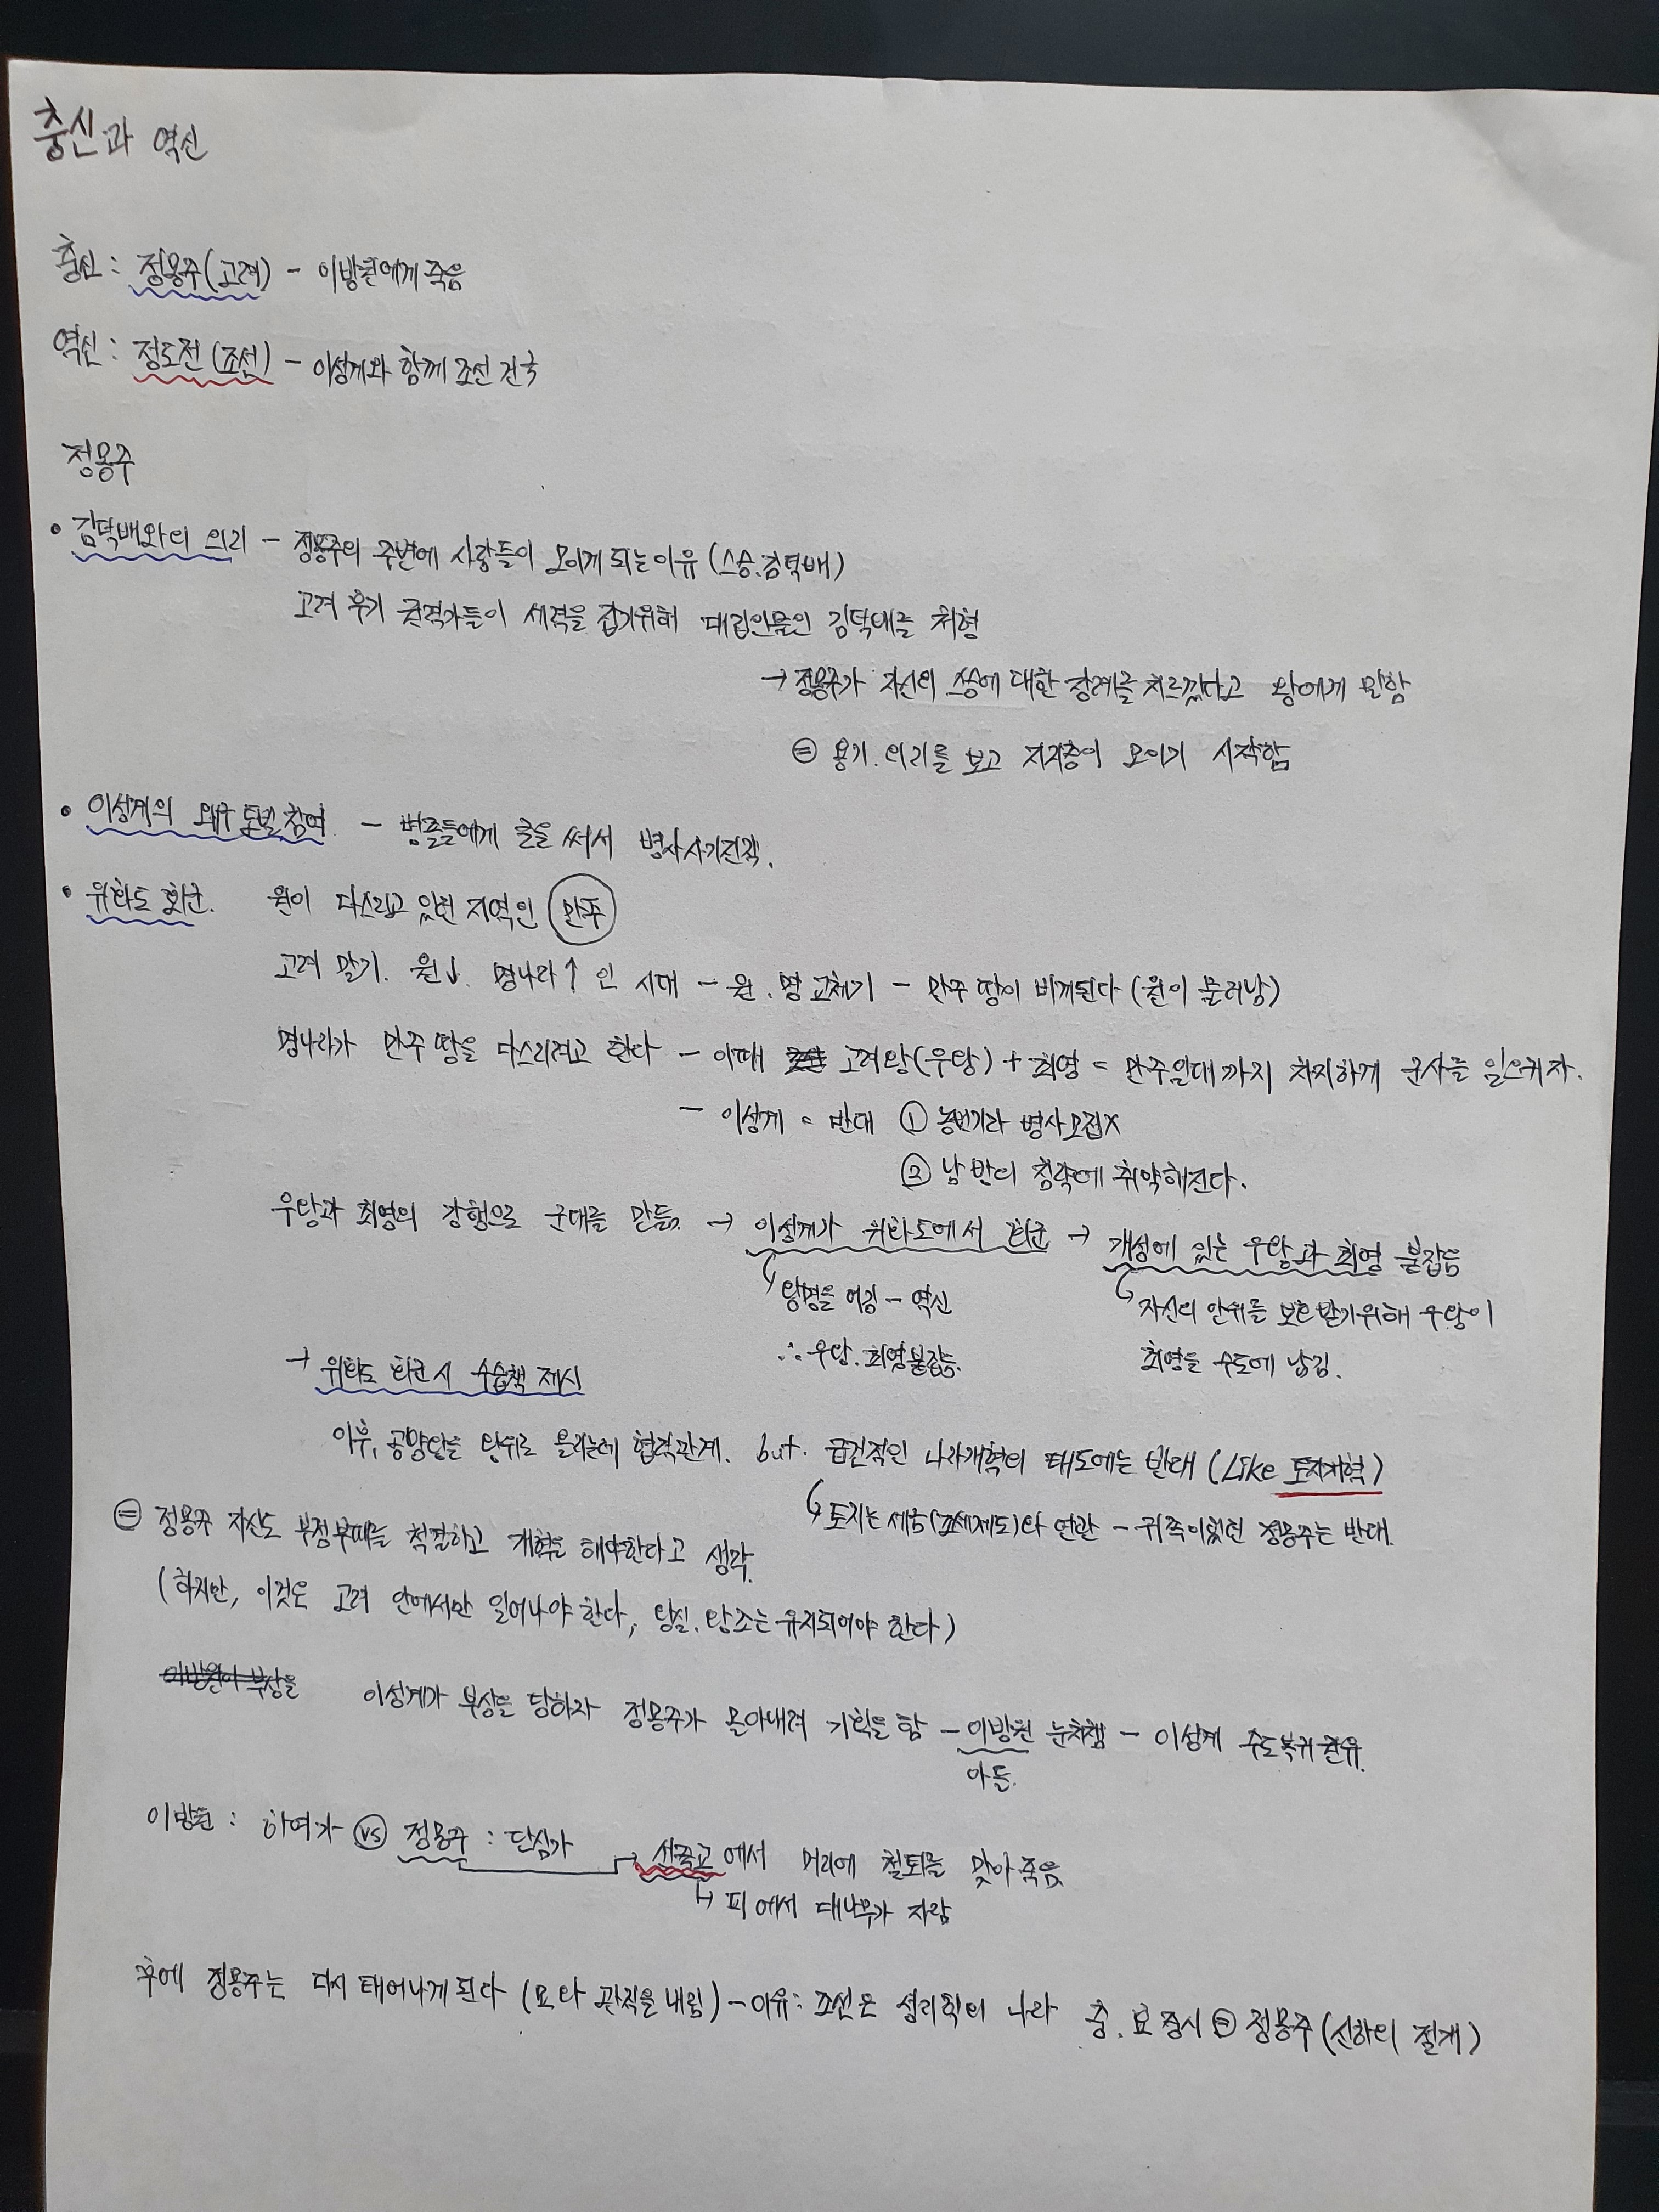 충신과 역신
충신 : 정몽주(고려) - 이방원에게 죽음
역신 : 정도전(조선) - 이성계와 함께 조선 건국
정몽주
• 김덕배와의 의리 - 정몽주의 주변에 사람들이 모이게 되는이유 (스승.김덕배)
고려 후기 권력가들이 세력을 잡기위해 대립인물인 김덕배를 처형
→ 정몽주가 자신의 스승에 대한 장례를 치르겠다고 왕에게 말함
⊜ 용기.의리를 보고 지지층이 모이기 시작함
• 이성계의 왜구 토벌 참여. - 병졸들에게 글을 써서 병사사기진작.
• 위화도 회군. 원이 다스리고 있던 지역인 만주
고려 말기. 원↓. 명나라↑ 인 시대 - 원.명 교체기 - 만주 땅이 비게된다 (원이 물러남)
명나라가 만주 땅을 다스리려고 한다 - 이때 고려왕(우왕) + 최영 = 만주일대까지 차지하게 군사를 일으키자.
- 이성계 = 반대 ① 농번기라 병사모집X
② 남방의 침략에 취약해진다.
우왕과 최영의 강행으로 군대를 만듦. → 이성계가 위화도에서 회군 → 개성에 있는 우왕과 최영 붙잡음
왕명을 어김 - 역신
자신의 안위를 보존받기위해 우왕이
∴ 우왕.최영붙잡음.
최영을 수도에 남김.
→ 위화도 회군시 수습책 제시
이후, 공양왕을 왕위로 올리는데 협력관계. but. 급진적인 나라개혁의 태도에는 반대 (Like 토지개혁)
토지는 세금(조세제도)과 연관 - 귀족이었던 정몽주는 반대.
⊜ 정몽주 자신도 부정부패를 척결하고 개혁을 해야한다고 생각.
(하지만, 이것은 고려 안에서만 일어나야 한다, 왕실.왕조는 유지되어야 한다)
이방원이 부상을 이성계가 부상을 당하자 정몽주가 몰아내려 기획을 함 - 이방원 눈치챔 - 이성계 수도복귀 권유.
아들.
이방원 : 하여가 vs 정몽주 : 단심가 → 선죽교에서 머리에 철퇴를 맞아 죽음
↳ 피에서 대나무가 자람
후에 정몽주는 다시 태어나게 된다 (모타 관직을 내림) - 이유: 조선은 성리학의 나라 충.효 중시 ⊜ 정몽주 (신하의 절개)